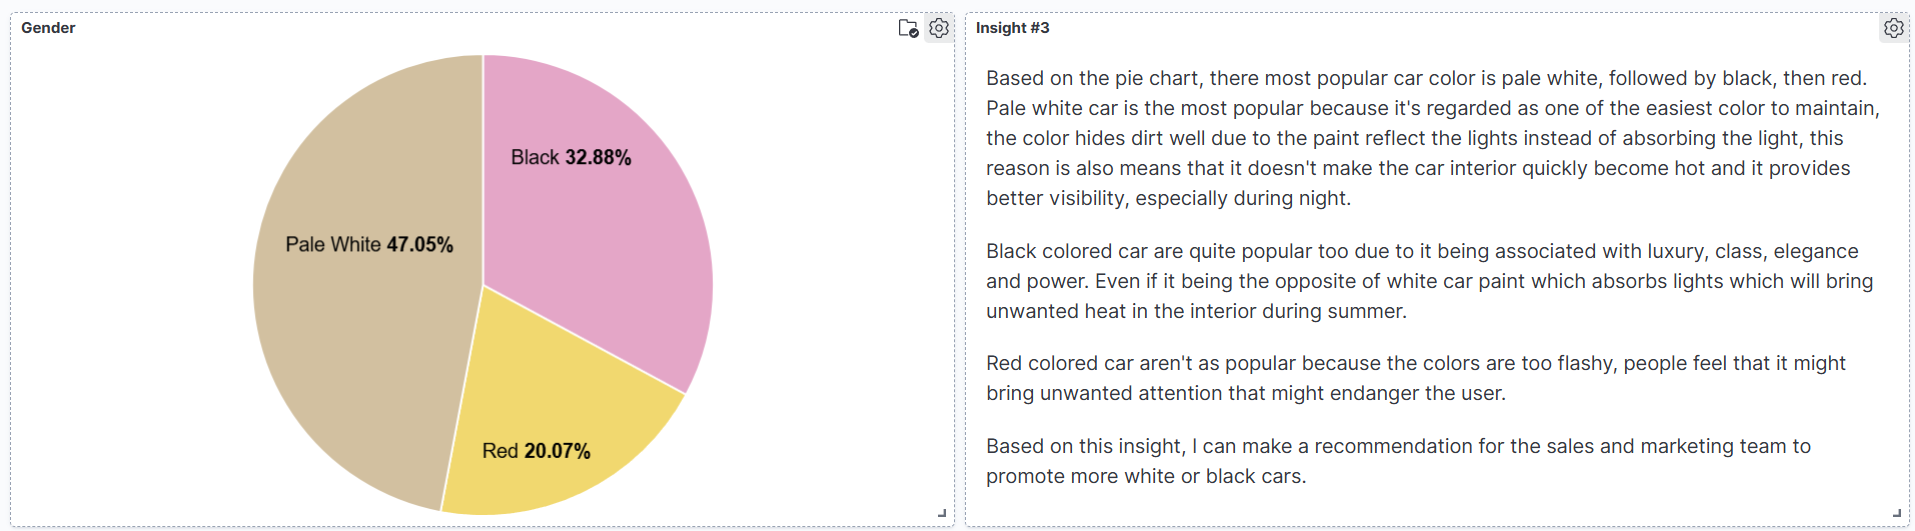 Gender
Black 32.88%
Pale White 47.05%
Red 20.07%
Insight #3
Based on the pie chart, there most popular car color is pale white, followed by black, then red.
Pale white car is the most popular because it's regarded as one of the easiest color to maintain,
the color hides dirt well due to the paint reflect the lights instead of absorbing the light, this
reason is also means that it doesn't make the car interior quickly become hot and it provides
better visibility, especially during night.
Black colored car are quite popular too due to it being associated with luxury, class, elegance
and power. Even if it being the opposite of white car paint which absorbs lights which will bring
unwanted heat in the interior during summer.
Red colored car aren't as popular because the colors are too flashy, people feel that it might
bring unwanted attention that might endanger the user.
Based on this insight, I can make a recommendation for the sales and marketing team to
promote more white or black cars.